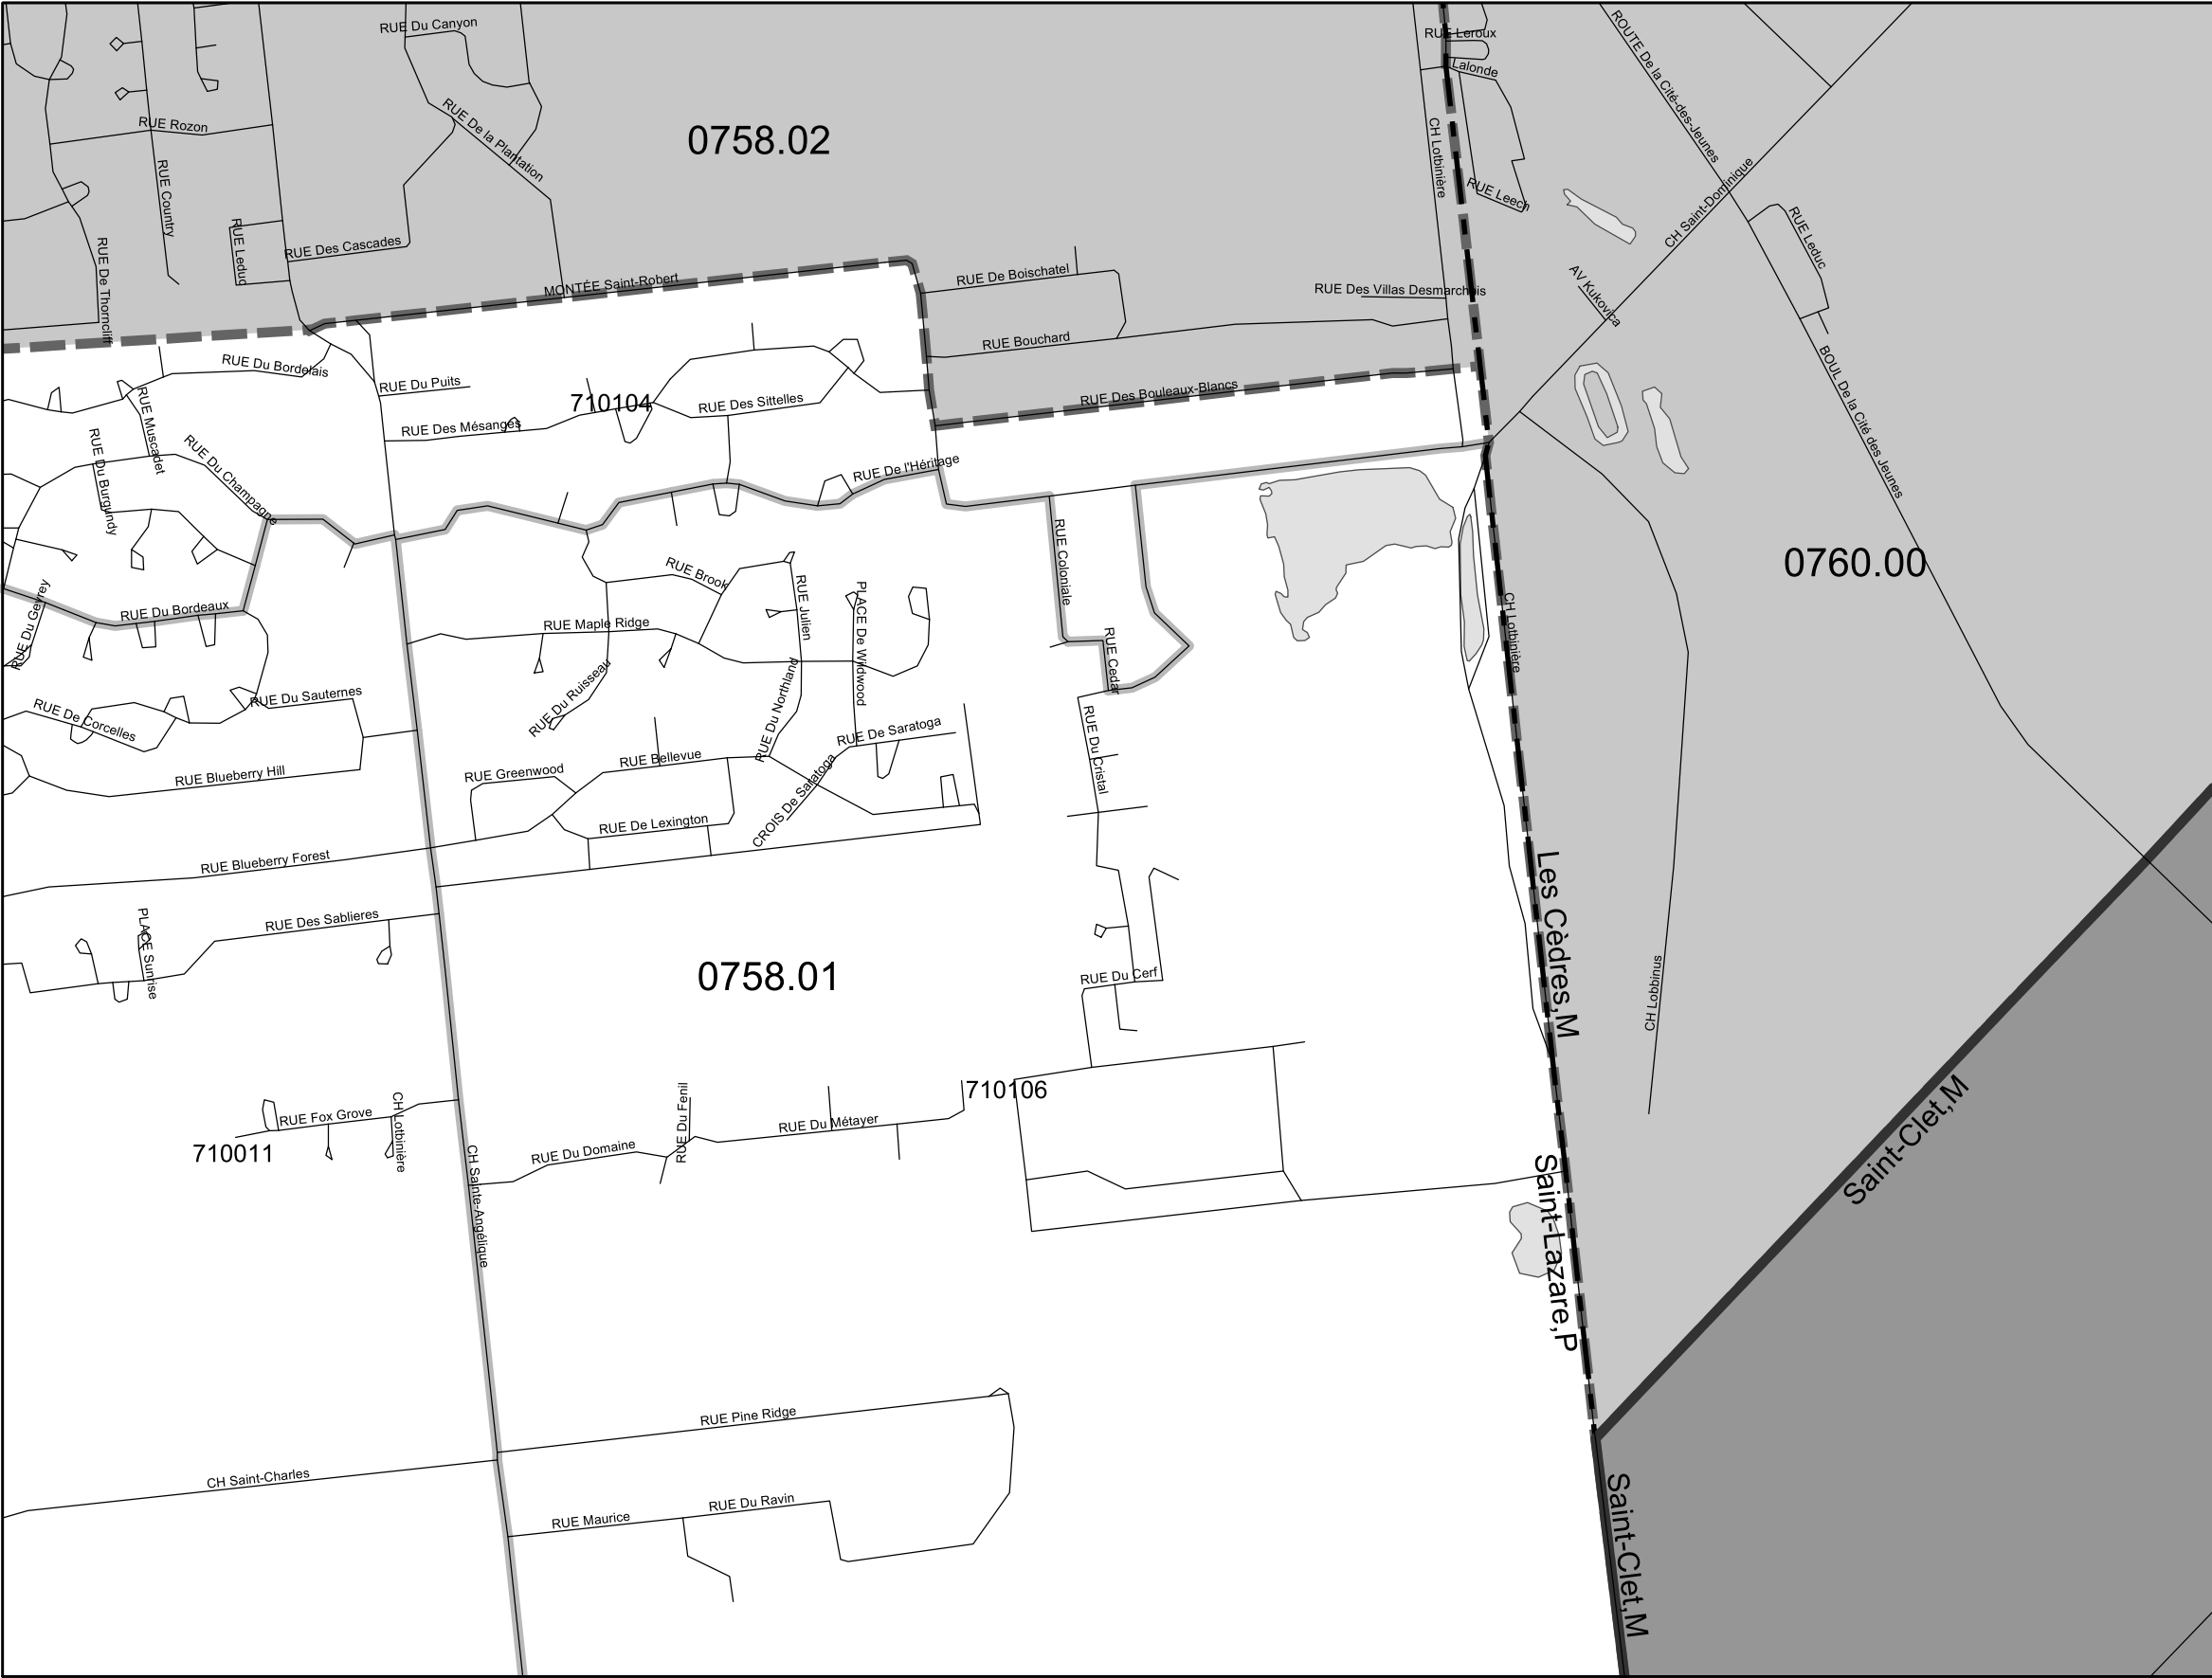 RUE Du Canyon
RUE Leroux
Lalonde
ROUTE De la Cité-des-Jeunes
RUE Rozon
RUE De la Plantation
0758.02
CH Lotbinière
RUE Country
RUE Leech
CH Saint-Dominique
RUE Leduc
RUE Leduc
RUE Des Cascades
RUE De Thorncliff
MONTÉE Saint-Robert
RUE De Boischatel
RUE Des Villas Desmarchais
AV Kukovica
RUE Bouchard
BOUL De la Cité des Jeunes
RUE Du Bordelais
RUE Du Puits
710104
RUE Des Sittelles
RUE Des Bouleaux-Blancs
RUE Muscadet
RUE Des Mésanges
RUE Du Burgundy
RUE Du Champagne
RUE De l'Héritage
RUE Coloniale
0760.00
RUE Brook
RUE Julien
PLACE De Wildwood
RUE Du Gevrey
RUE Du Bordeaux
RUE Maple Ridge
CH Lotbinière
RUE Cedar
RUE Du Ruisseau
RUE Du Northland
RUE Du Sauternes
RUE De Corcelles
RUE De Saratoga
RUE Du Cristal
RUE Blueberry Hill
RUE Greenwood
RUE Bellevue
CROIS De Saratoga
RUE De Lexington
RUE Blueberry Forest
Les Cèdres,M
PLACE Sunrise
RUE Des Sablieres
0758.01
RUE Du Cerf
CH Lobbinus
710106
RUE Fox Grove
CH Lotbinière
710011
RUE Du Fenil
RUE Du Métayer
RUE Du Domaine
CH Sainte-Angélique
Saint-Clet,M
Saint-Lazare,P
RUE Pine Ridge
CH Saint-Charles
RUE Du Ravin
RUE Maurice
Saint-Clet,M